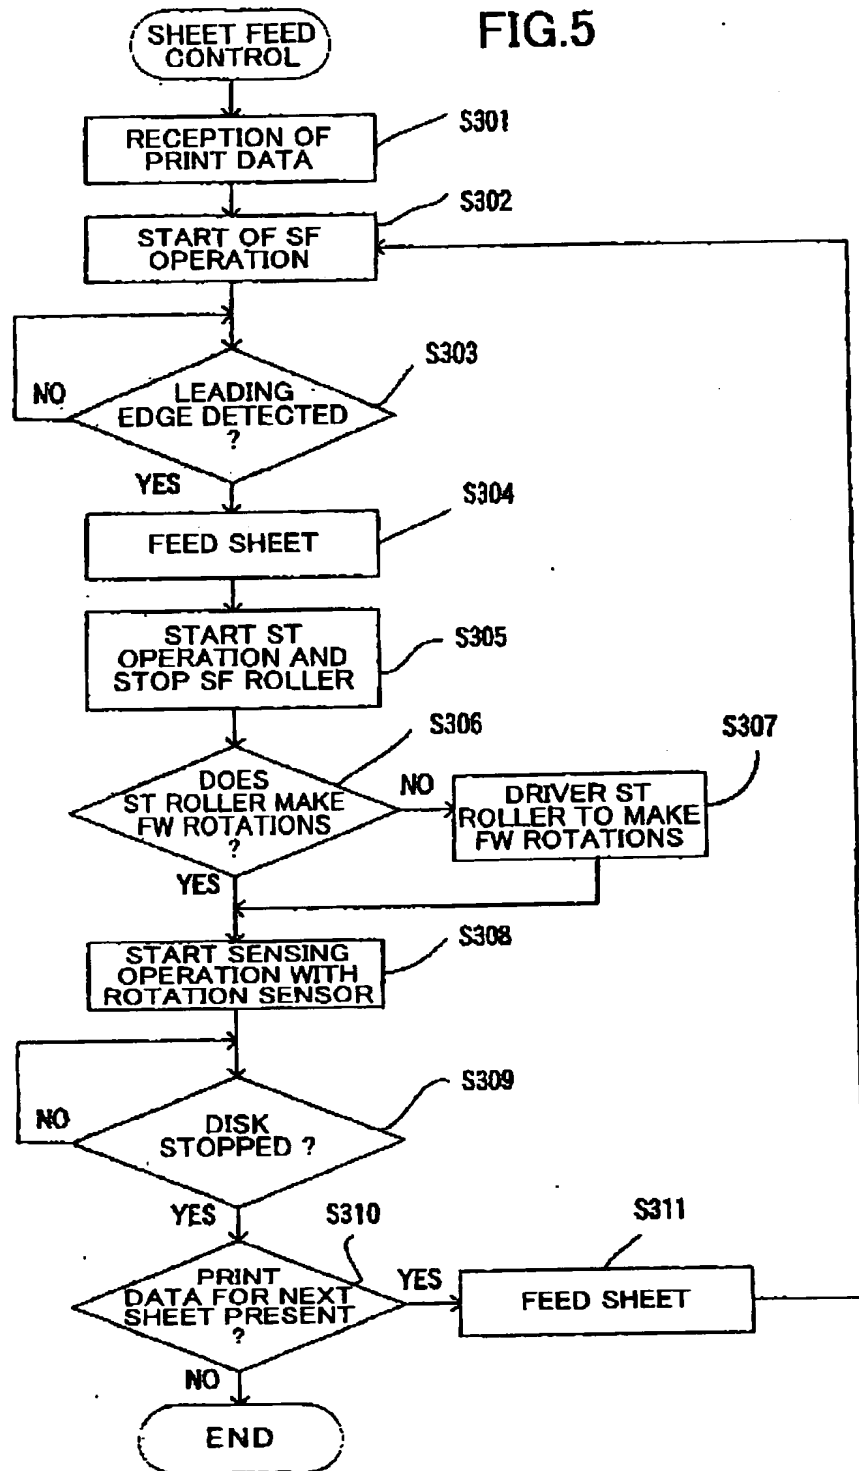 FIG.5
SHEET FEED
CONTROL
S301
RECEPTION OF
PRINT DATA
S302
START OF SF
OPERATION
S303
NO
LEADING
EDGE DETECTED
?
YES
S304
FEED SHEET
S305
START ST
OPERATION AND
STOP SF ROLLER
S306
S307
DOES
ST ROLLER MAKE
FW ROTATIONS
?
NO
DRIVER ST
ROLLER TO MAKE
FW ROTATIONS
YES
S308
START SENSING
OPERATION WITH
ROTATION SENSOR
S309
NO
DISK
STOPPED ?
YES
S310
S311
PRINT
DATA FOR NEXT
SHEET PRESENT
?
YES
FEED SHEET
NO
END